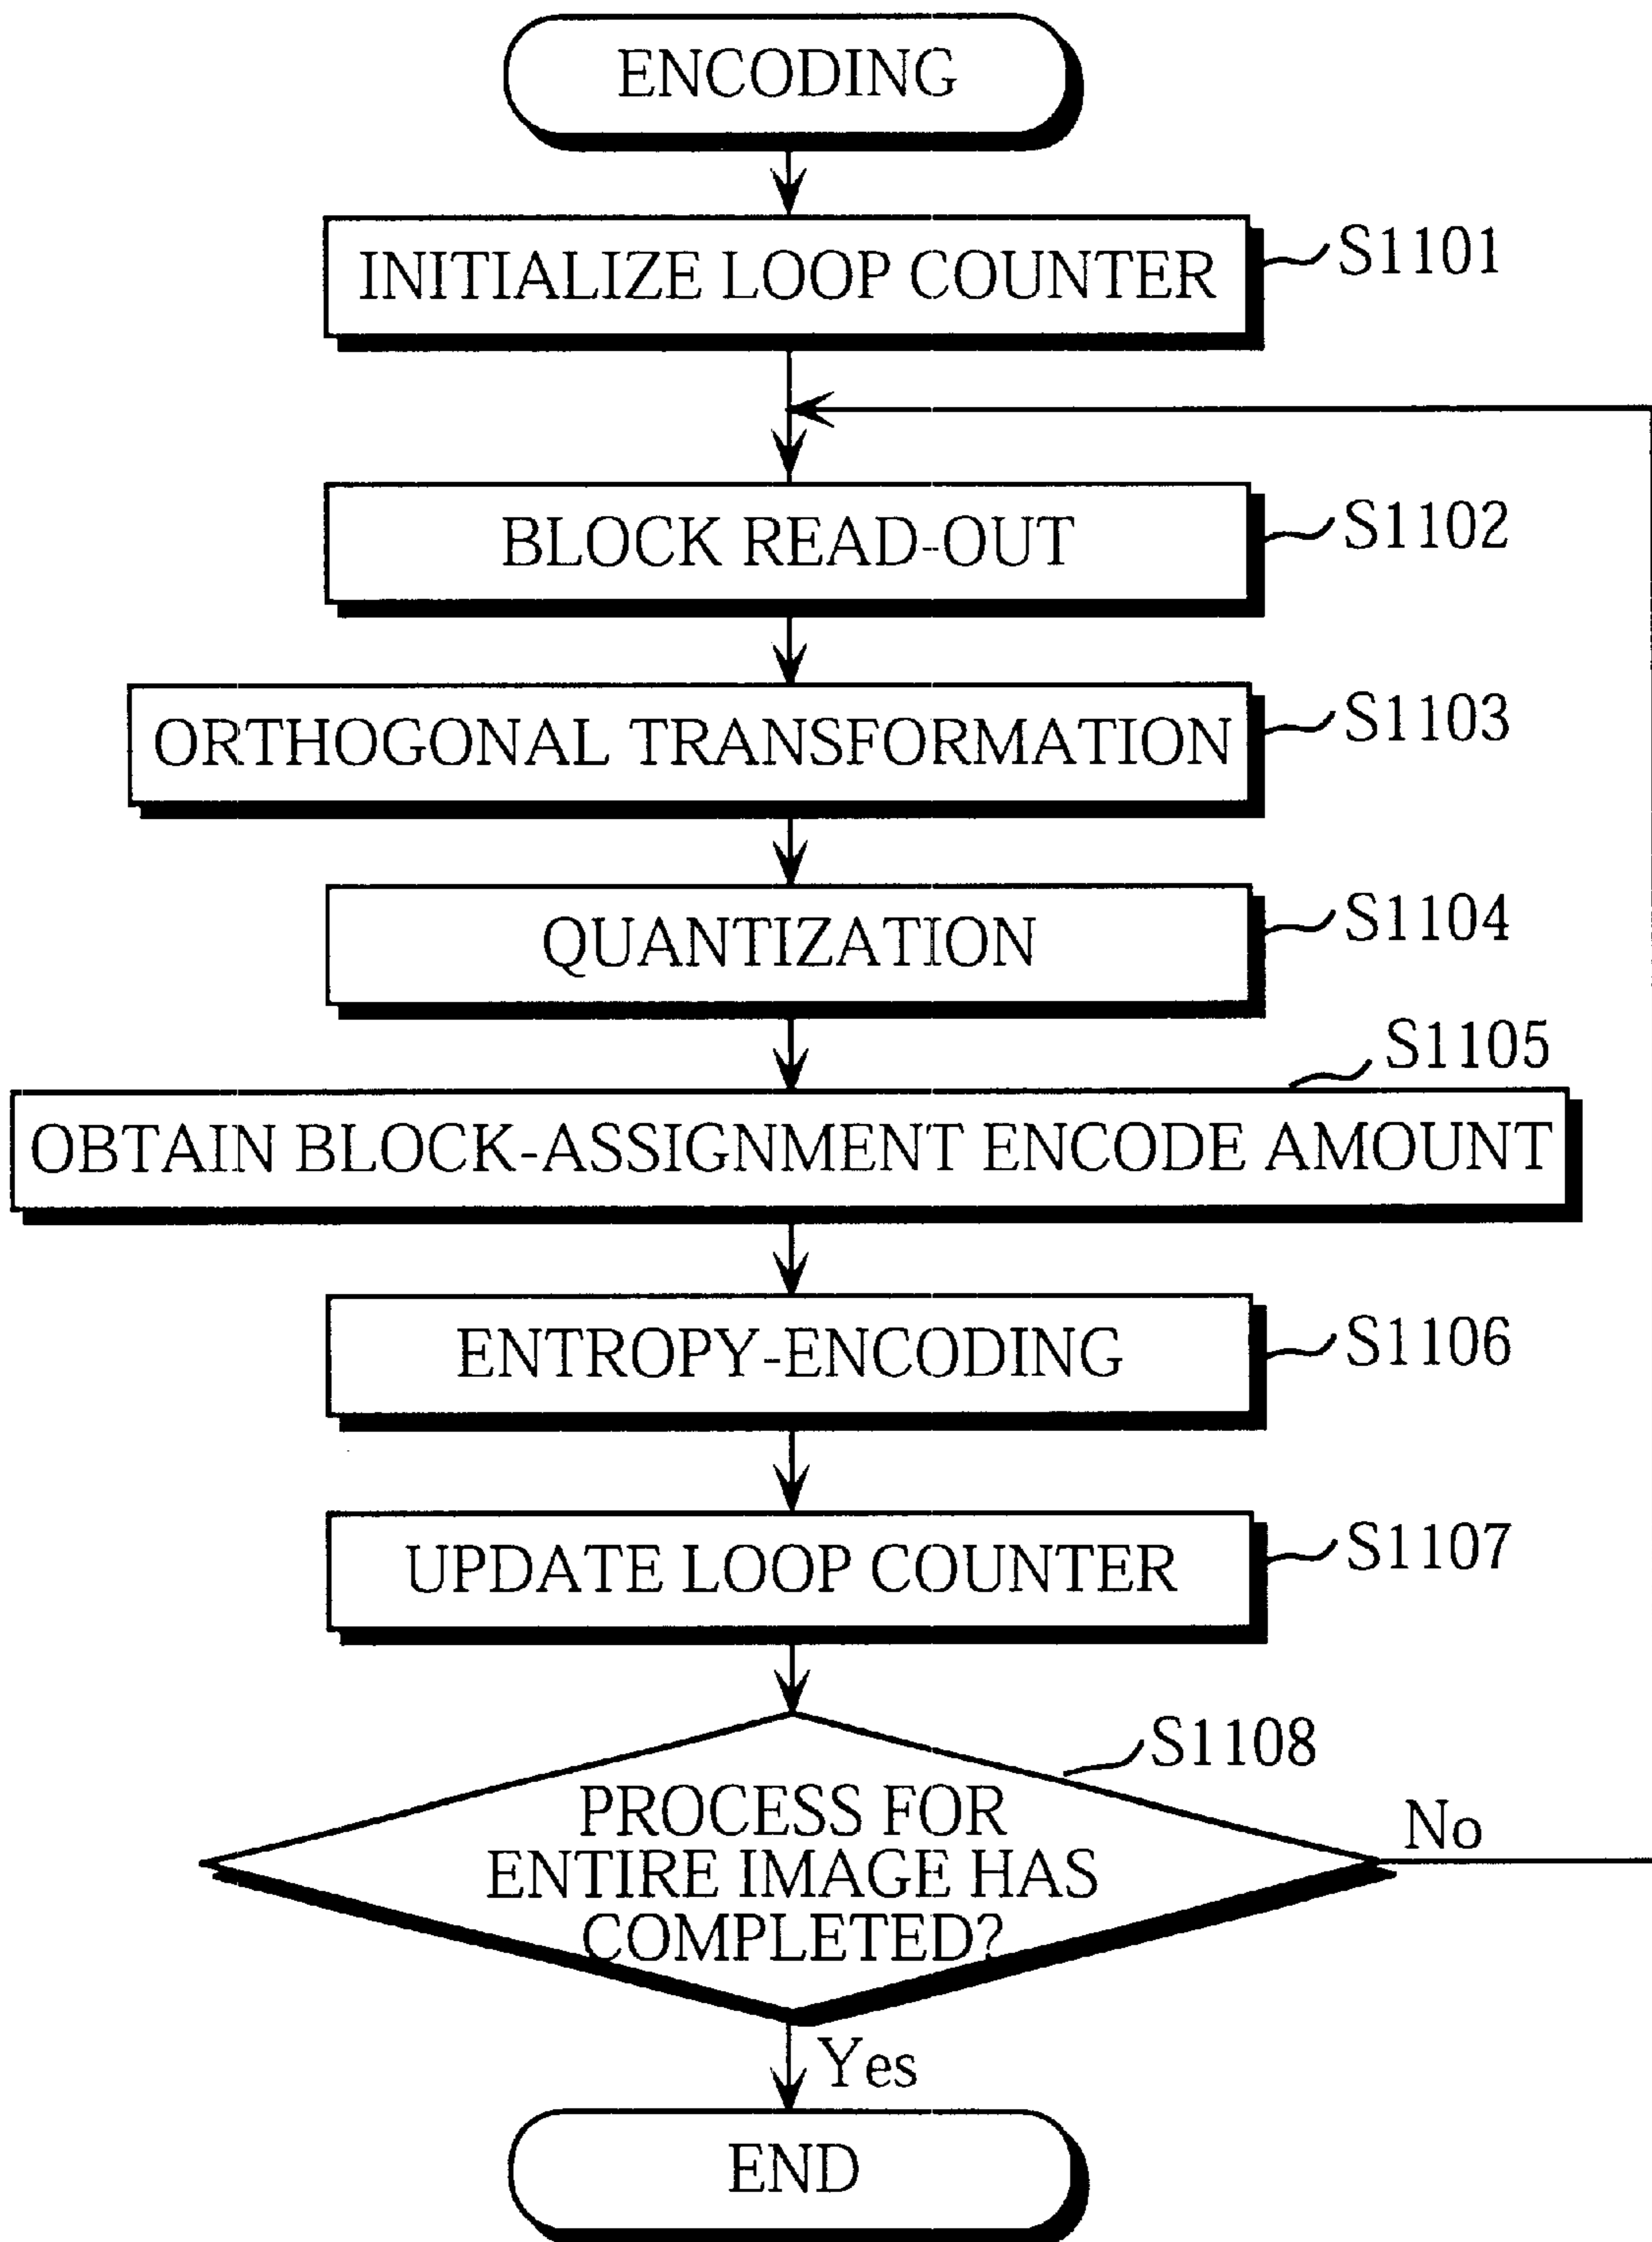 ENCODING
INITIALIZE LOOP COUNTER
S1101
BLOCK READ-OUT
S1102
ORTHOGONAL TRANSFORMATION
S1103
QUANTIZATION
S1104
S1105
OBTAIN BLOCK-ASSIGNMENT ENCODE AMOUNT
ENTROPY-ENCODING
S1106
UPDATE LOOP COUNTER
S1107
S1108
PROCESS FOR
ENTIRE IMAGE HAS
COMPLETED?
No
Yes
END